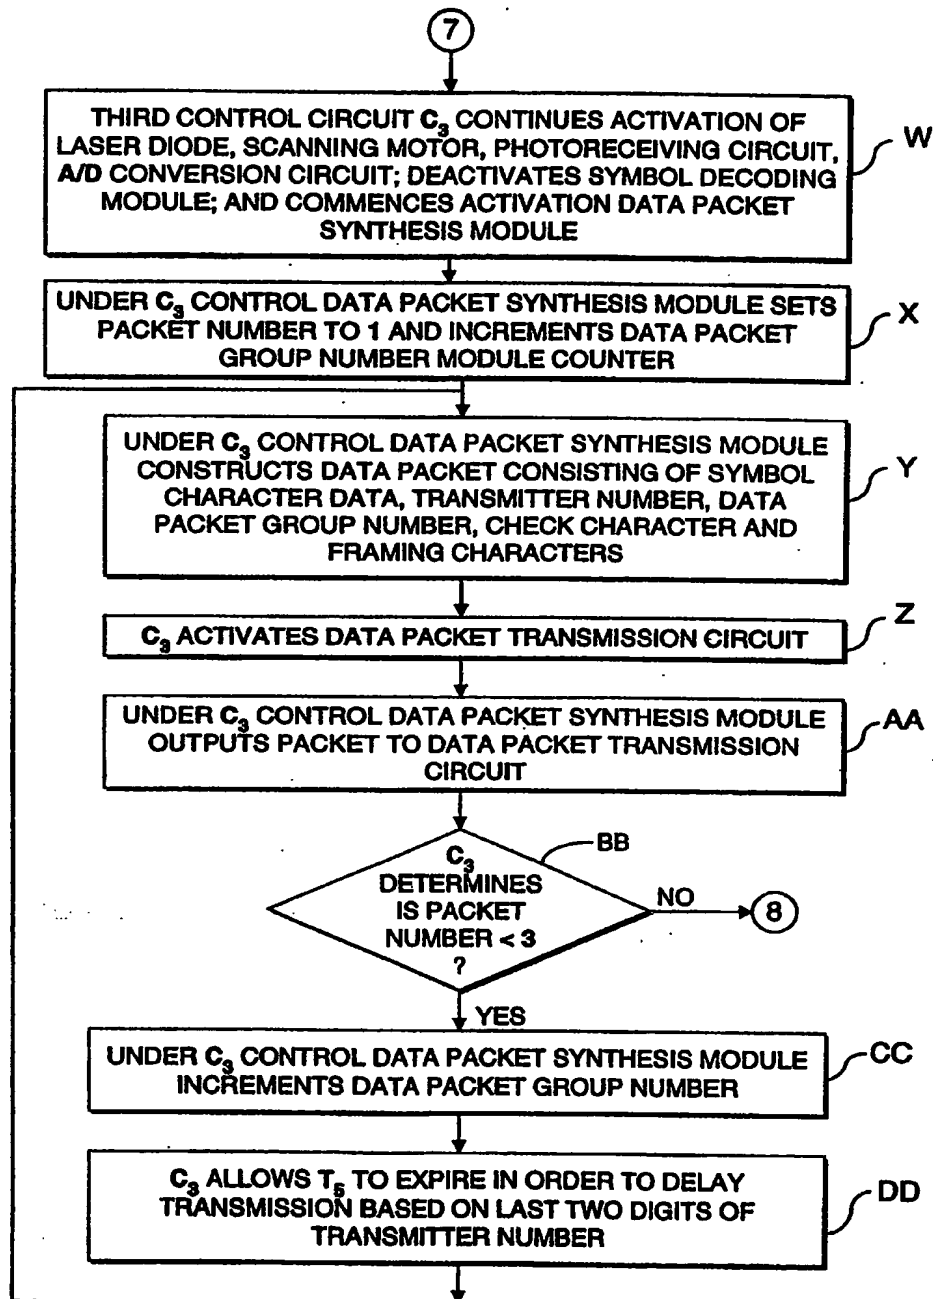 7
THIRD CONTROL CIRCUIT C3 CONTINUES ACTIVATION OF
LASER DIODE, SCANNING MOTOR, PHOTORECEIVING CIRCUIT,
A/D CONVERSION CIRCUIT; DEACTIVATES SYMBOL DECODING
MODULE; AND COMMENCES ACTIVATION DATA PACKET
SYNTHESIS MODULE
W
UNDER C3 CONTROL DATA PACKET SYNTHESIS MODULE SETS
PACKET NUMBER TO 1 AND INCREMENTS DATA PACKET
GROUP NUMBER MODULE COUNTER
X
UNDER C3 CONTROL DATA PACKET SYNTHESIS MODULE
CONSTRUCTS DATA PACKET CONSISTING OF SYMBOL
CHARACTER DATA, TRANSMITTER NUMBER, DATA
PACKET GROUP NUMBER, CHECK CHARACTER AND
FRAMING CHARACTERS
Y
C3 ACTIVATES DATA PACKET TRANSMISSION CIRCUIT
Z
UNDER C3 CONTROL DATA PACKET SYNTHESIS MODULE
OUTPUTS PACKET TO DATA PACKET TRANSMISSION
CIRCUIT
AA
C3
DETERMINES
IS PACKET
NUMBER < 3
?
BB
NO
8
YES
UNDER C3 CONTROL DATA PACKET SYNTHESIS MODULE
INCREMENTS DATA PACKET GROUP NUMBER
CC
C3 ALLOWS T5 TO EXPIRE IN ORDER TO DELAY
TRANSMISSION BASED ON LAST TWO DIGITS OF
TRANSMITTER NUMBER
DD